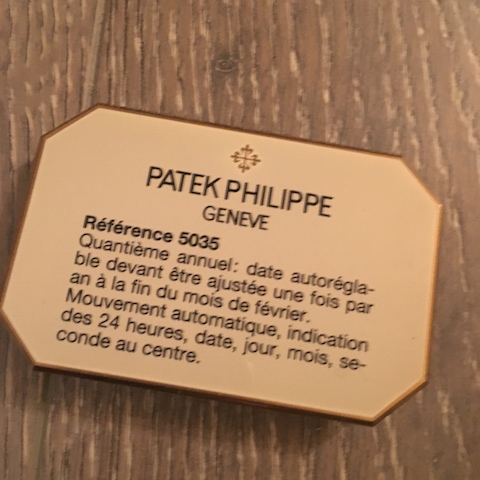 PATEK PHILIPPE
GENEVE
Référence 5035
Quantième annuel: date autorégla-
ble devant être ajustée une fois par
an à la fin du mois de février.
Mouvement automatique, indication
des 24 heures, date, jour, mois, se-
conde au centre.